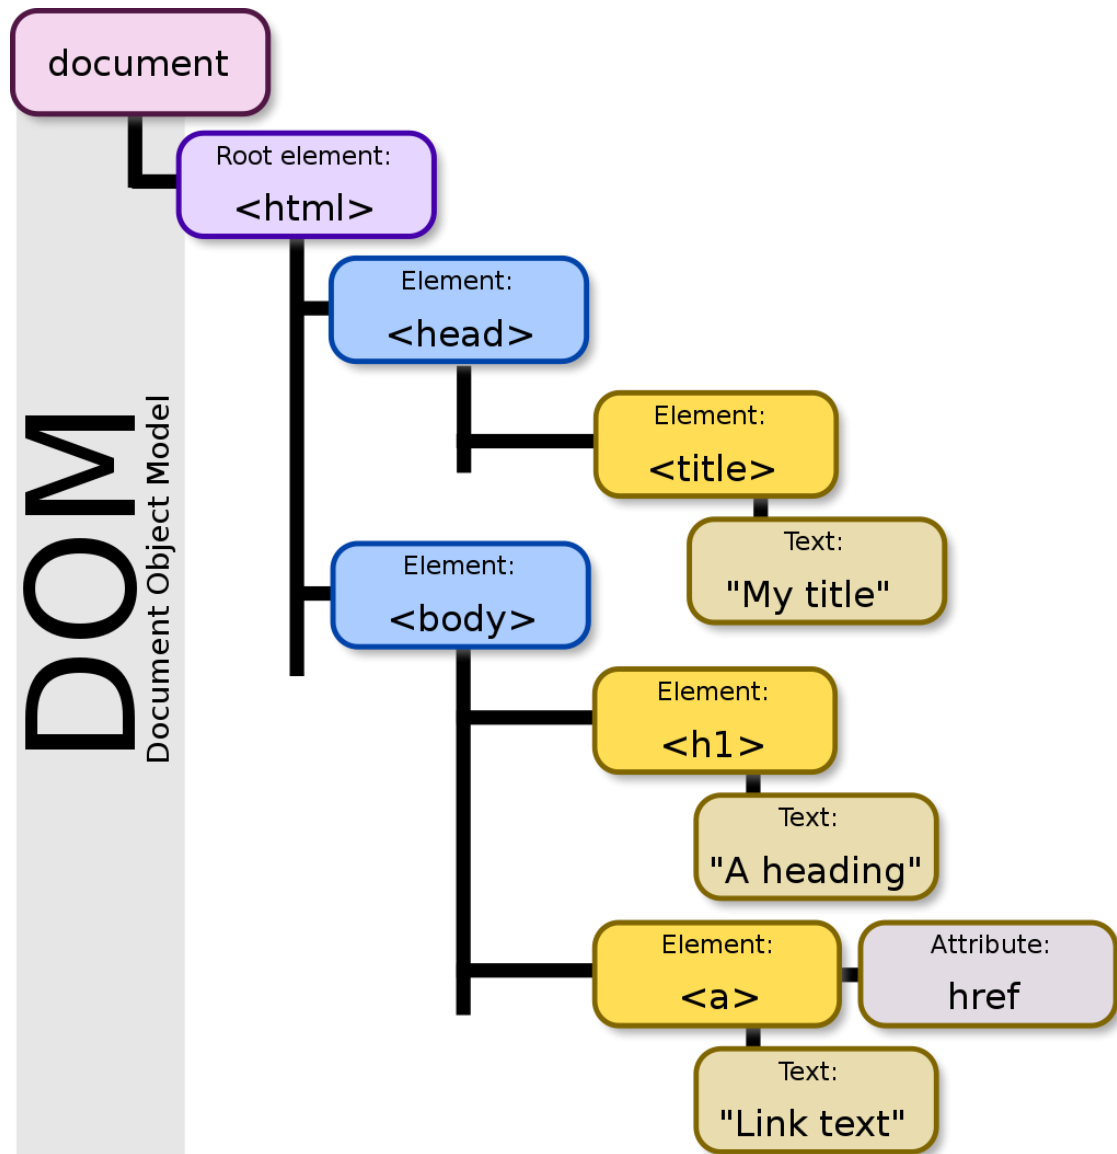 document
Root element:
<html>
Element:
<head>
Element:
<title>
Text:
"My title"
Element:
<body>
Element:
<h1>
Text:
"A heading"
Element:
<a>
Attribute:
href
Text:
"Link text"
DOM
Document Object Model